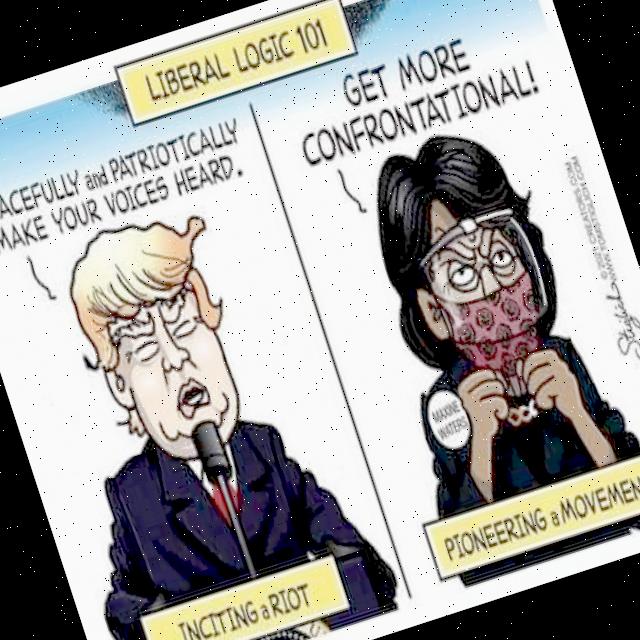 LIBERAL LOGIC 101
ACEFULLY and PATRIOTICALLY
MAKE YOUR VOICES HEARD.
GET MORE
CONFRONTATIONAL!
MAXINE
WATERS
INCITING a RIOT
PIONEERING a MOVEMEN